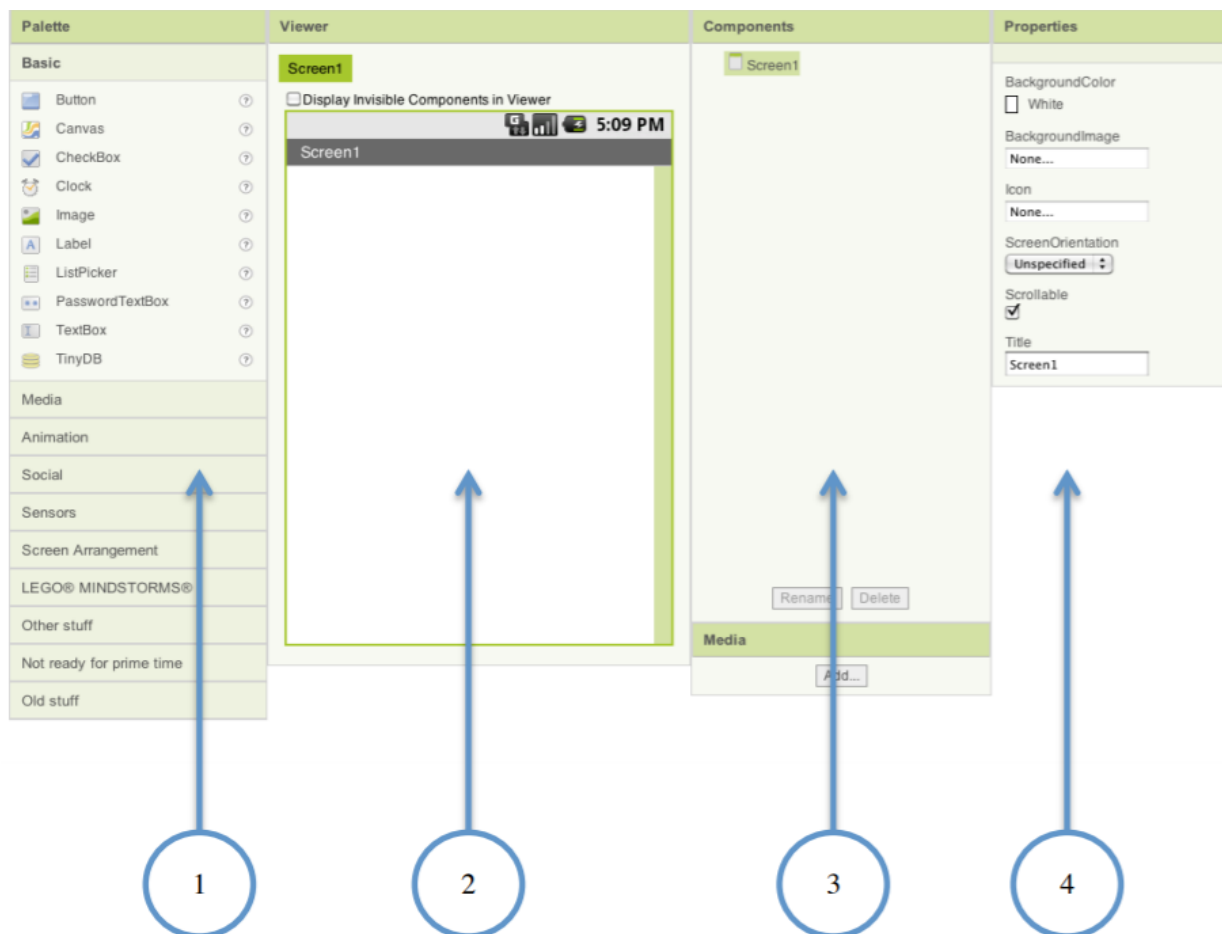 Palette
Basic
Button
Canvas
CheckBox
Clock
Image
Label
ListPicker
PasswordTextBox
TextBox
TinyDB
Media
Animation
Social
Sensors
Screen Arrangement
LEGO® MINDSTORMS®
Other stuff
Not ready for prime time
Old stuff
Viewer
Screen1
Display Invisible Components in Viewer
5:09 PM
Screen1
Components
Screen1
Rename Delete
Media
Add...
Properties
BackgroundColor
White
BackgroundImage
None...
Icon
None...
ScreenOrientation
Unspecified
Scrollable
Title
Screen1
1
2
3
4